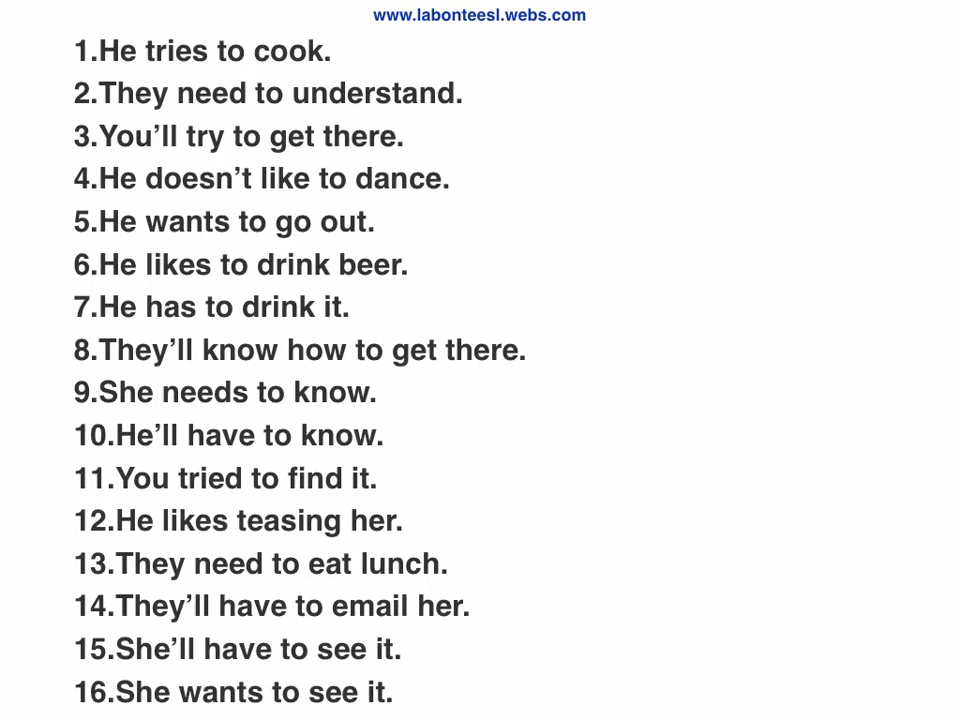 www.labonteesl.webs.com
1.He tries to cook.
2.They need to understand.
3.You’ll try to get there.
4.He doesn’t like to dance.
5.He wants to go out.
6.He likes to drink beer.
7.He has to drink it.
8.They’ll know how to get there.
9.She needs to know.
10.He’ll have to know.
11.You tried to find it.
12.He likes teasing her.
13.They need to eat lunch.
14.They’ll have to email her.
15.She’ll have to see it.
16.She wants to see it.